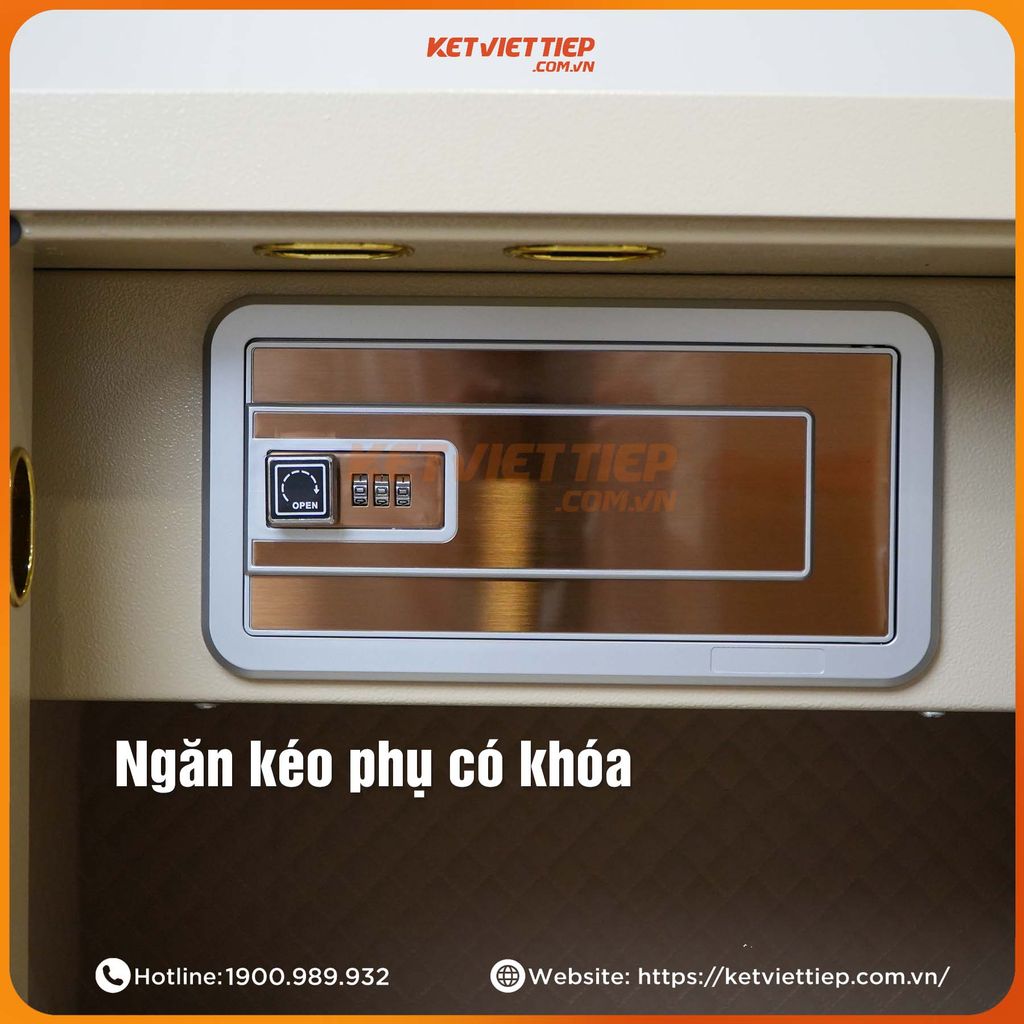 KETVIETTIEP
.COM.VN
KETVIETTIEP
.COM.VN
OPEN
Ngăn kéo phụ có khóa
Hotline:1900.989.932
Website: https://ketviettiep.com.vn/